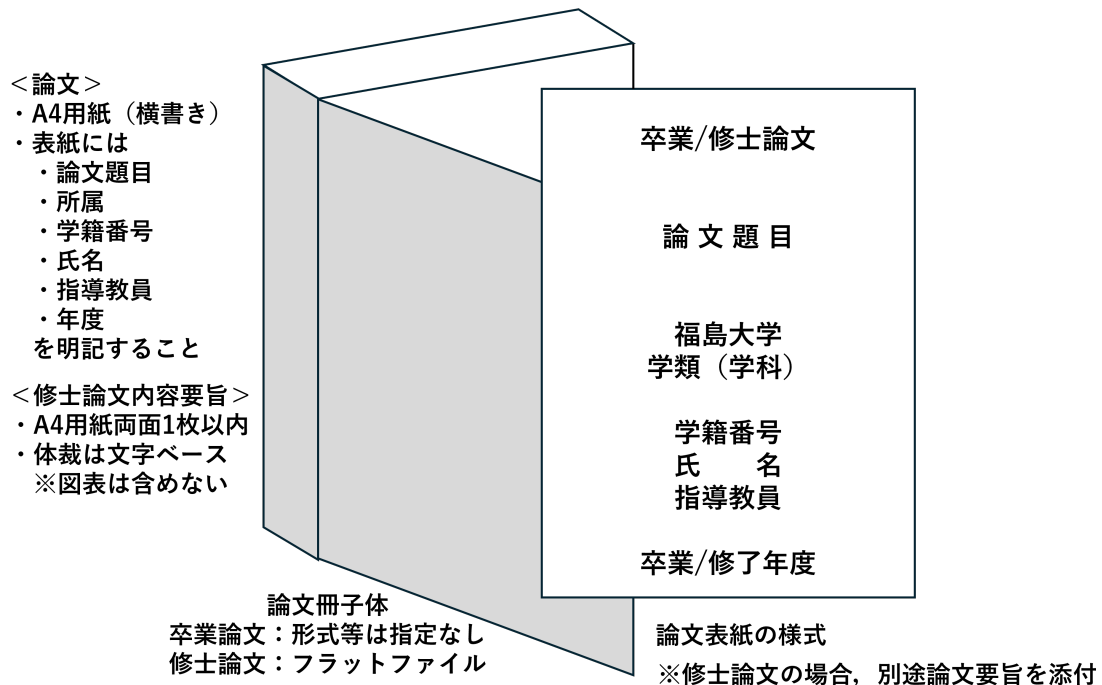 ＜論文＞
・A4用紙（横書き）
・表紙には
・論文題目
・所属
・学籍番号
・氏名
・指導教員
・年度
を明記すること
＜修士論文内容要旨＞
・A4用紙両面1枚以内
・体裁は文字ベース
※図表は含めない
卒業/修士論文
論 文 題 目
福島大学
学類（学科）
学籍番号
氏　　名
指導教員
卒業/修了年度
論文冊子体
卒業論文：形式等は指定なし
修士論文：フラットファイル
論文表紙の様式
※修士論文の場合，別途論文要旨を添付